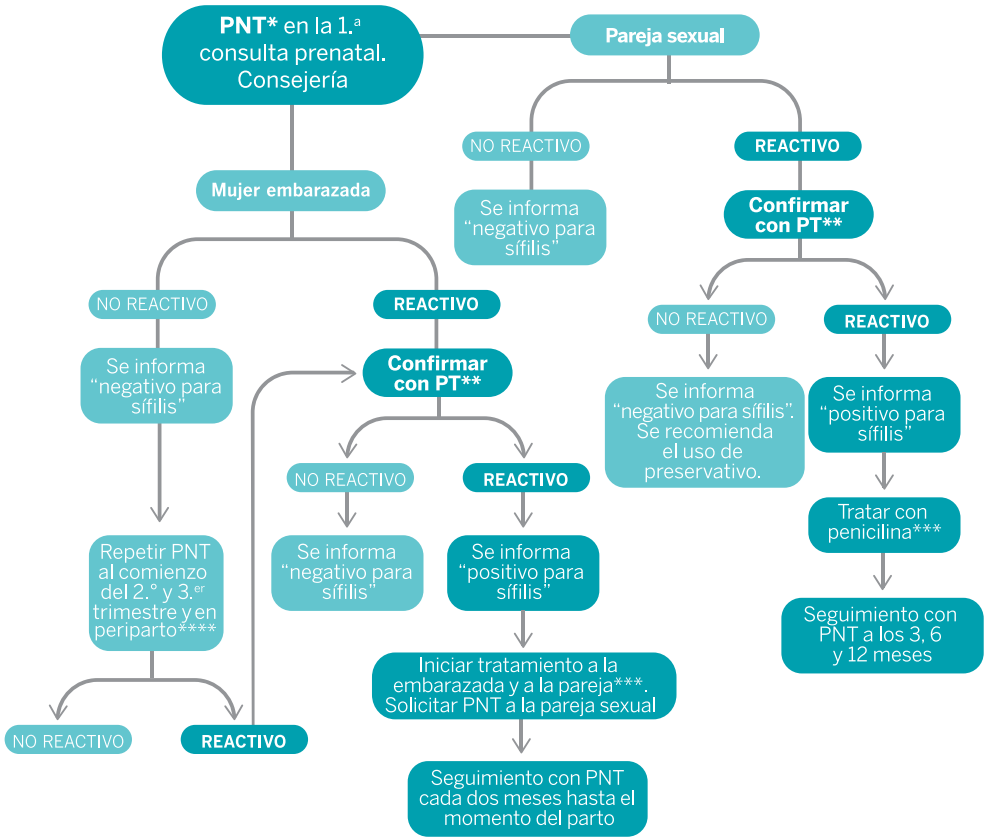 PNT* en la 1.ª
consulta prenatal.
Consejería
Pareja sexual
NO REACTIVO
REACTIVO
Se informa
“negativo para
sífilis”
Confirmar
con PT**
NO REACTIVO
REACTIVO
Se informa
“negativo para sífilis”.
Se recomienda
el uso de
preservativo.
Se informa
“positivo para
sífilis”
Tratar con
penicilina***
Seguimiento con
PNT a los 3, 6
y 12 meses
Mujer embarazada
NO REACTIVO
REACTIVO
Se informa
“negativo para
sífilis”
Confirmar
con PT**
NO REACTIVO
REACTIVO
Se informa
“negativo para
sífilis”
Se informa
“positivo para
sífilis”
Repetir PNT
al comienzo
del 2.° y 3.er
trimestre y en
periparto****
NO REACTIVO
REACTIVO
Iniciar tratamiento a la
embarazada y a la pareja***.
Solicitar PNT a la pareja sexual
Seguimiento con PNT
cada dos meses hasta el
momento del parto